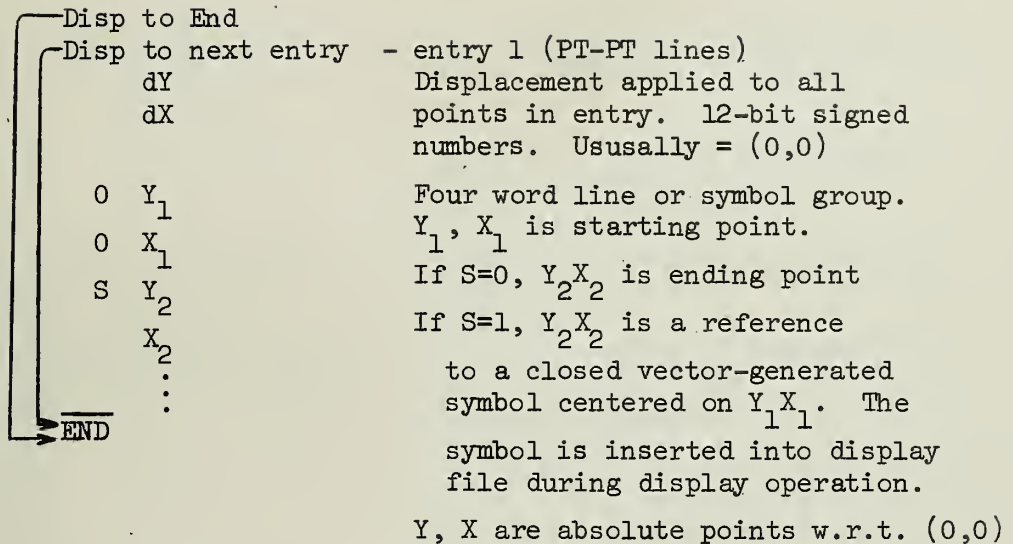 Disp to End
Disp to next entry - entry 1 (PT-PT lines)
dY Displacement applied to all
dX points in entry. 12-bit signed
numbers. Ususally = (0,0)
0 Y1 Four word line or symbol group.
0 X1 Y1, X1 is starting point.
S Y2 If S=0, Y2X2 is ending point
X2 If S=1, Y2X2 is a reference
to a closed vector-generated
symbol centered on Y1X1. The
END
symbol is inserted into display
file during display operation.
Y, X are absolute points w.r.t. (0,0)